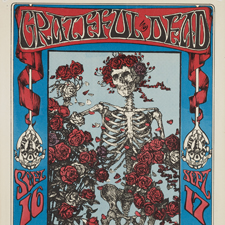 GRATEFUL DEAD
SEPT. 16
SEPT. 17